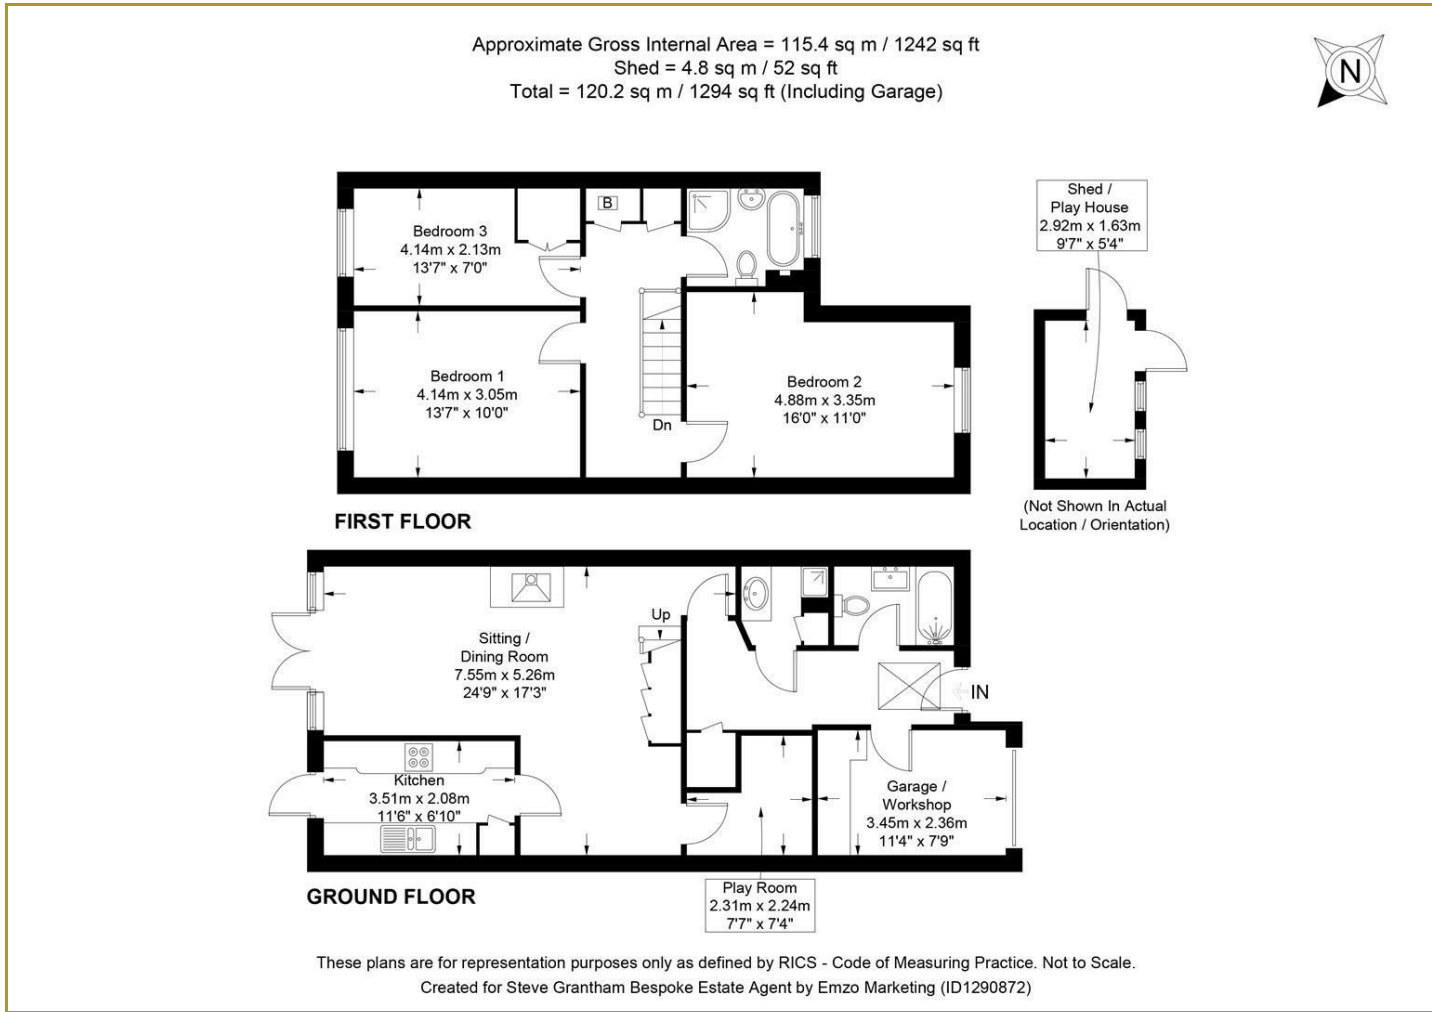 Approximate Gross Internal Area = 115.4 sq m / 1242 sq ft
Shed = 4.8 sq m / 52 sq ft
Total = 120.2 sq m / 1294 sq ft (Including Garage)
N
Bedroom 3
4.14m x 2.13m
13'7" x 7'0"
B
Bedroom 1
4.14m x 3.05m
13'7" x 10'0"
Dn
Bedroom 2
4.88m x 3.35m
16'0" x 11'0"
Shed /
Play House
2.92m x 1.63m
9'7" x 5'4"
(Not Shown In Actual
Location / Orientation)
FIRST FLOOR
Sitting /
Dining Room
7.55m x 5.26m
24'9" x 17'3"
Up
IN
Kitchen
3.51m x 2.08m
11'6" x 6'10"
Garage /
Workshop
3.45m x 2.36m
11'4" x 7'9"
Play Room
2.31m x 2.24m
7'7" x 7'4"
GROUND FLOOR
These plans are for representation purposes only as defined by RICS - Code of Measuring Practice. Not to Scale.
Created for Steve Grantham Bespoke Estate Agent by Emzo Marketing (ID1290872)